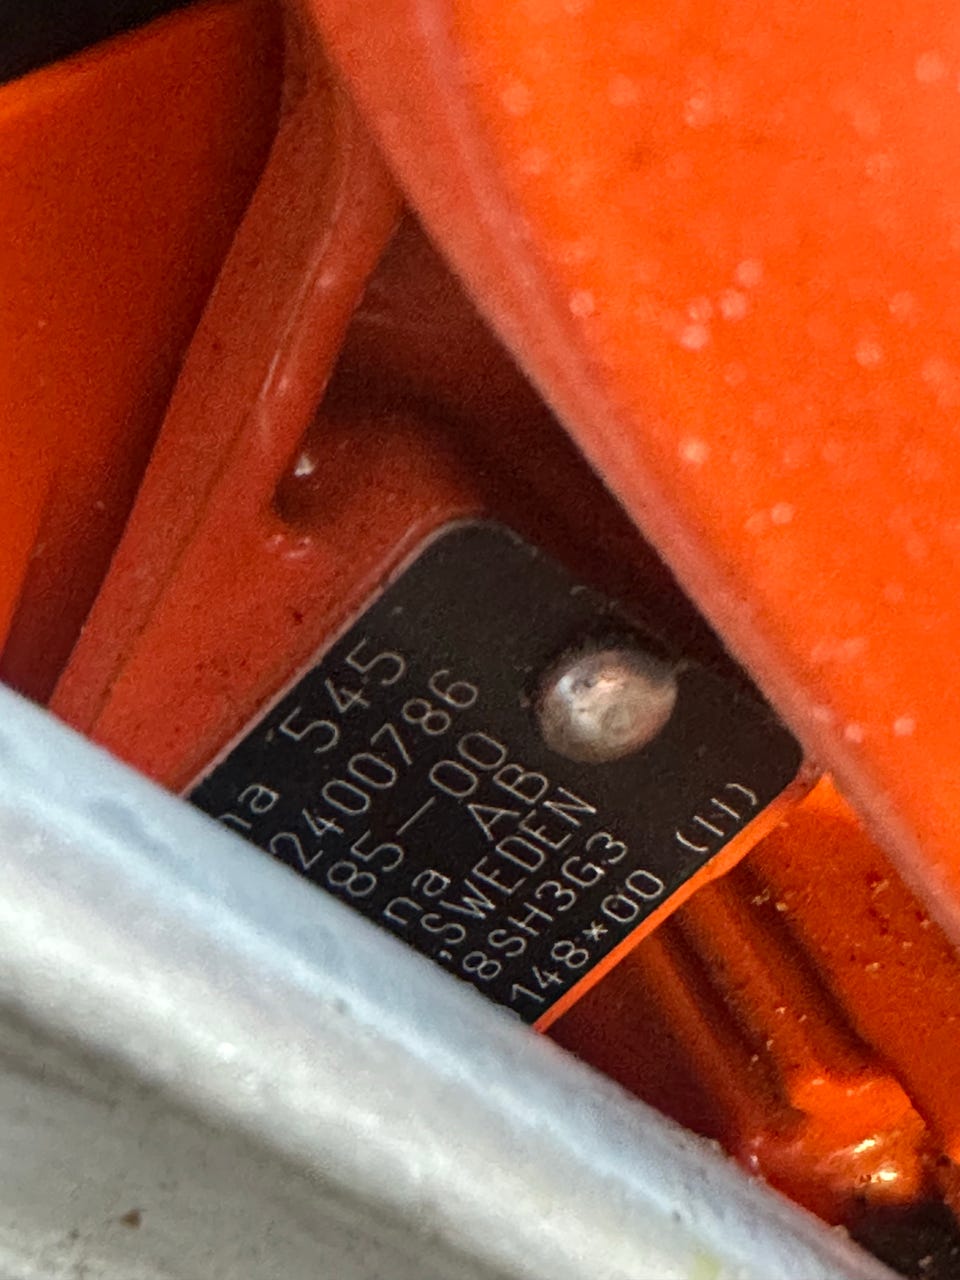 na 545
2400786
85—00
na AB
SWEDEN
8SH3G3
148*00 (II)